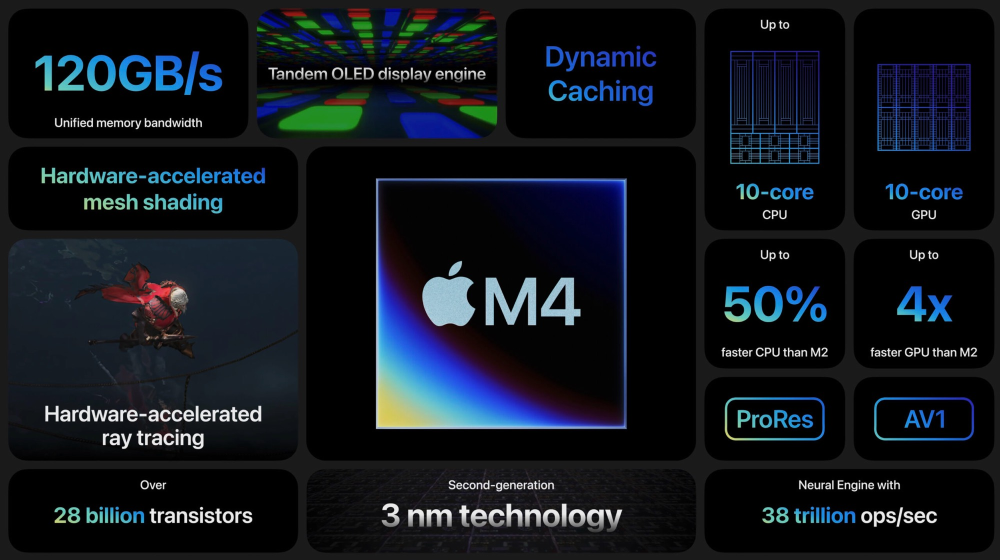 120GB/s
Unified memory bandwidth
Tandem OLED display engine
Dynamic
Caching
Up to
10-core
CPU
10-core
GPU
Hardware-accelerated
mesh shading
M4
Up to
50%
faster CPU than M2
Up to
4x
faster GPU than M2
Hardware-accelerated
ray tracing
ProRes
AV1
Over
28 billion transistors
Second-generation
3 nm technology
Neural Engine with
38 trillion ops/sec